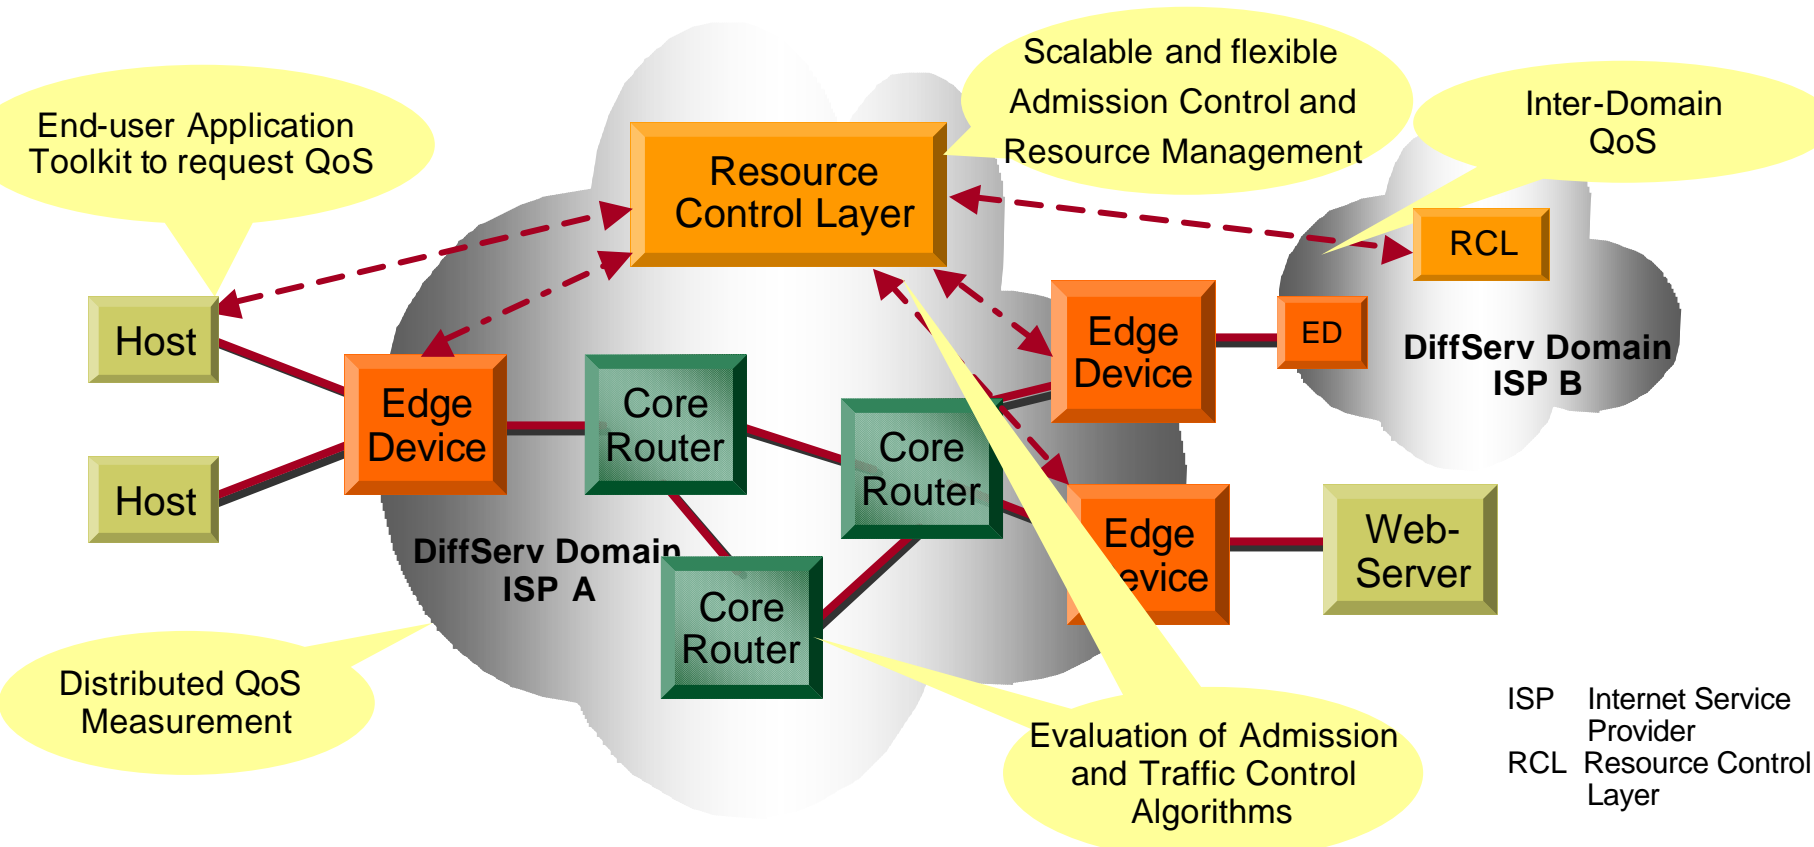 Scalable and flexible
Admission Control and
Resource Management
End-user Application
Toolkit to request QoS
Inter-Domain
QoS
Resource
Control Layer
RCL
Host
Edge
Device
ED
DiffServ Domain
ISP B
Edge
Device
Core
Router
Core
Router
Host
DiffServ Domain
ISP A
Edge
evice
Web-
Server
Core
Router
Distributed QoS
Measurement
Evaluation of Admission
and Traffic Control
Algorithms
ISP Internet Service
Provider
RCL Resource Control
Layer